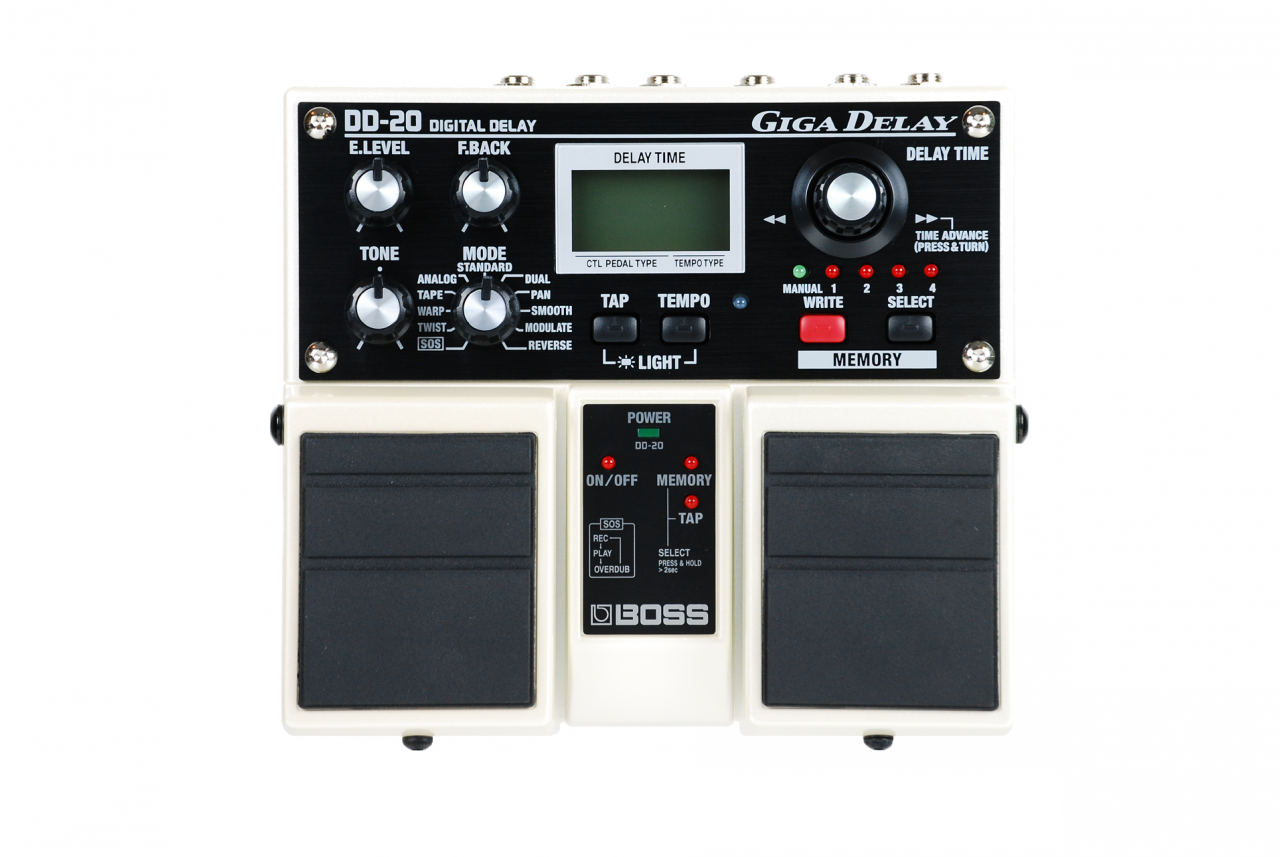 DD-20 DIGITAL DELAY
GIGA DELAY
E.LEVEL
F.BACK
DELAY TIME
DELAY TIME
TIME ADVANCE
(PRESS & TURN)
CTL PEDAL TYPE
TEMPO TYPE
TONE
MODE
STANDARD
ANALOG
DUAL
TAPE
PAN
WARP
SMOOTH
TWIST
MODULATE
SOS
REVERSE
TAP
TEMPO
LIGHT
MANUAL 1 2 3 4
WRITE
SELECT
MEMORY
POWER
DD-20
ON/OFF
MEMORY
TAP
SOS
REC
PLAY
OVERDUB
SELECT
PRESS & HOLD
> 2sec
BOSS